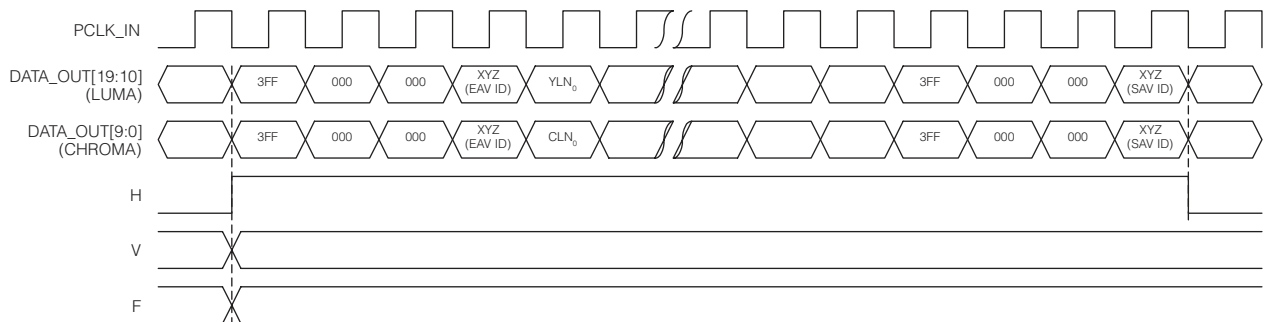 PCLK_IN
DATA_OUT[19:10]
(LUMA)
3FF 000 000 XYZ (EAV ID) YLN0 3FF 000 000 XYZ (SAV ID)
DATA_OUT[9:0]
(CHROMA)
3FF 000 000 XYZ (EAV ID) CLN0 3FF 000 000 XYZ (SAV ID)
H
V
F